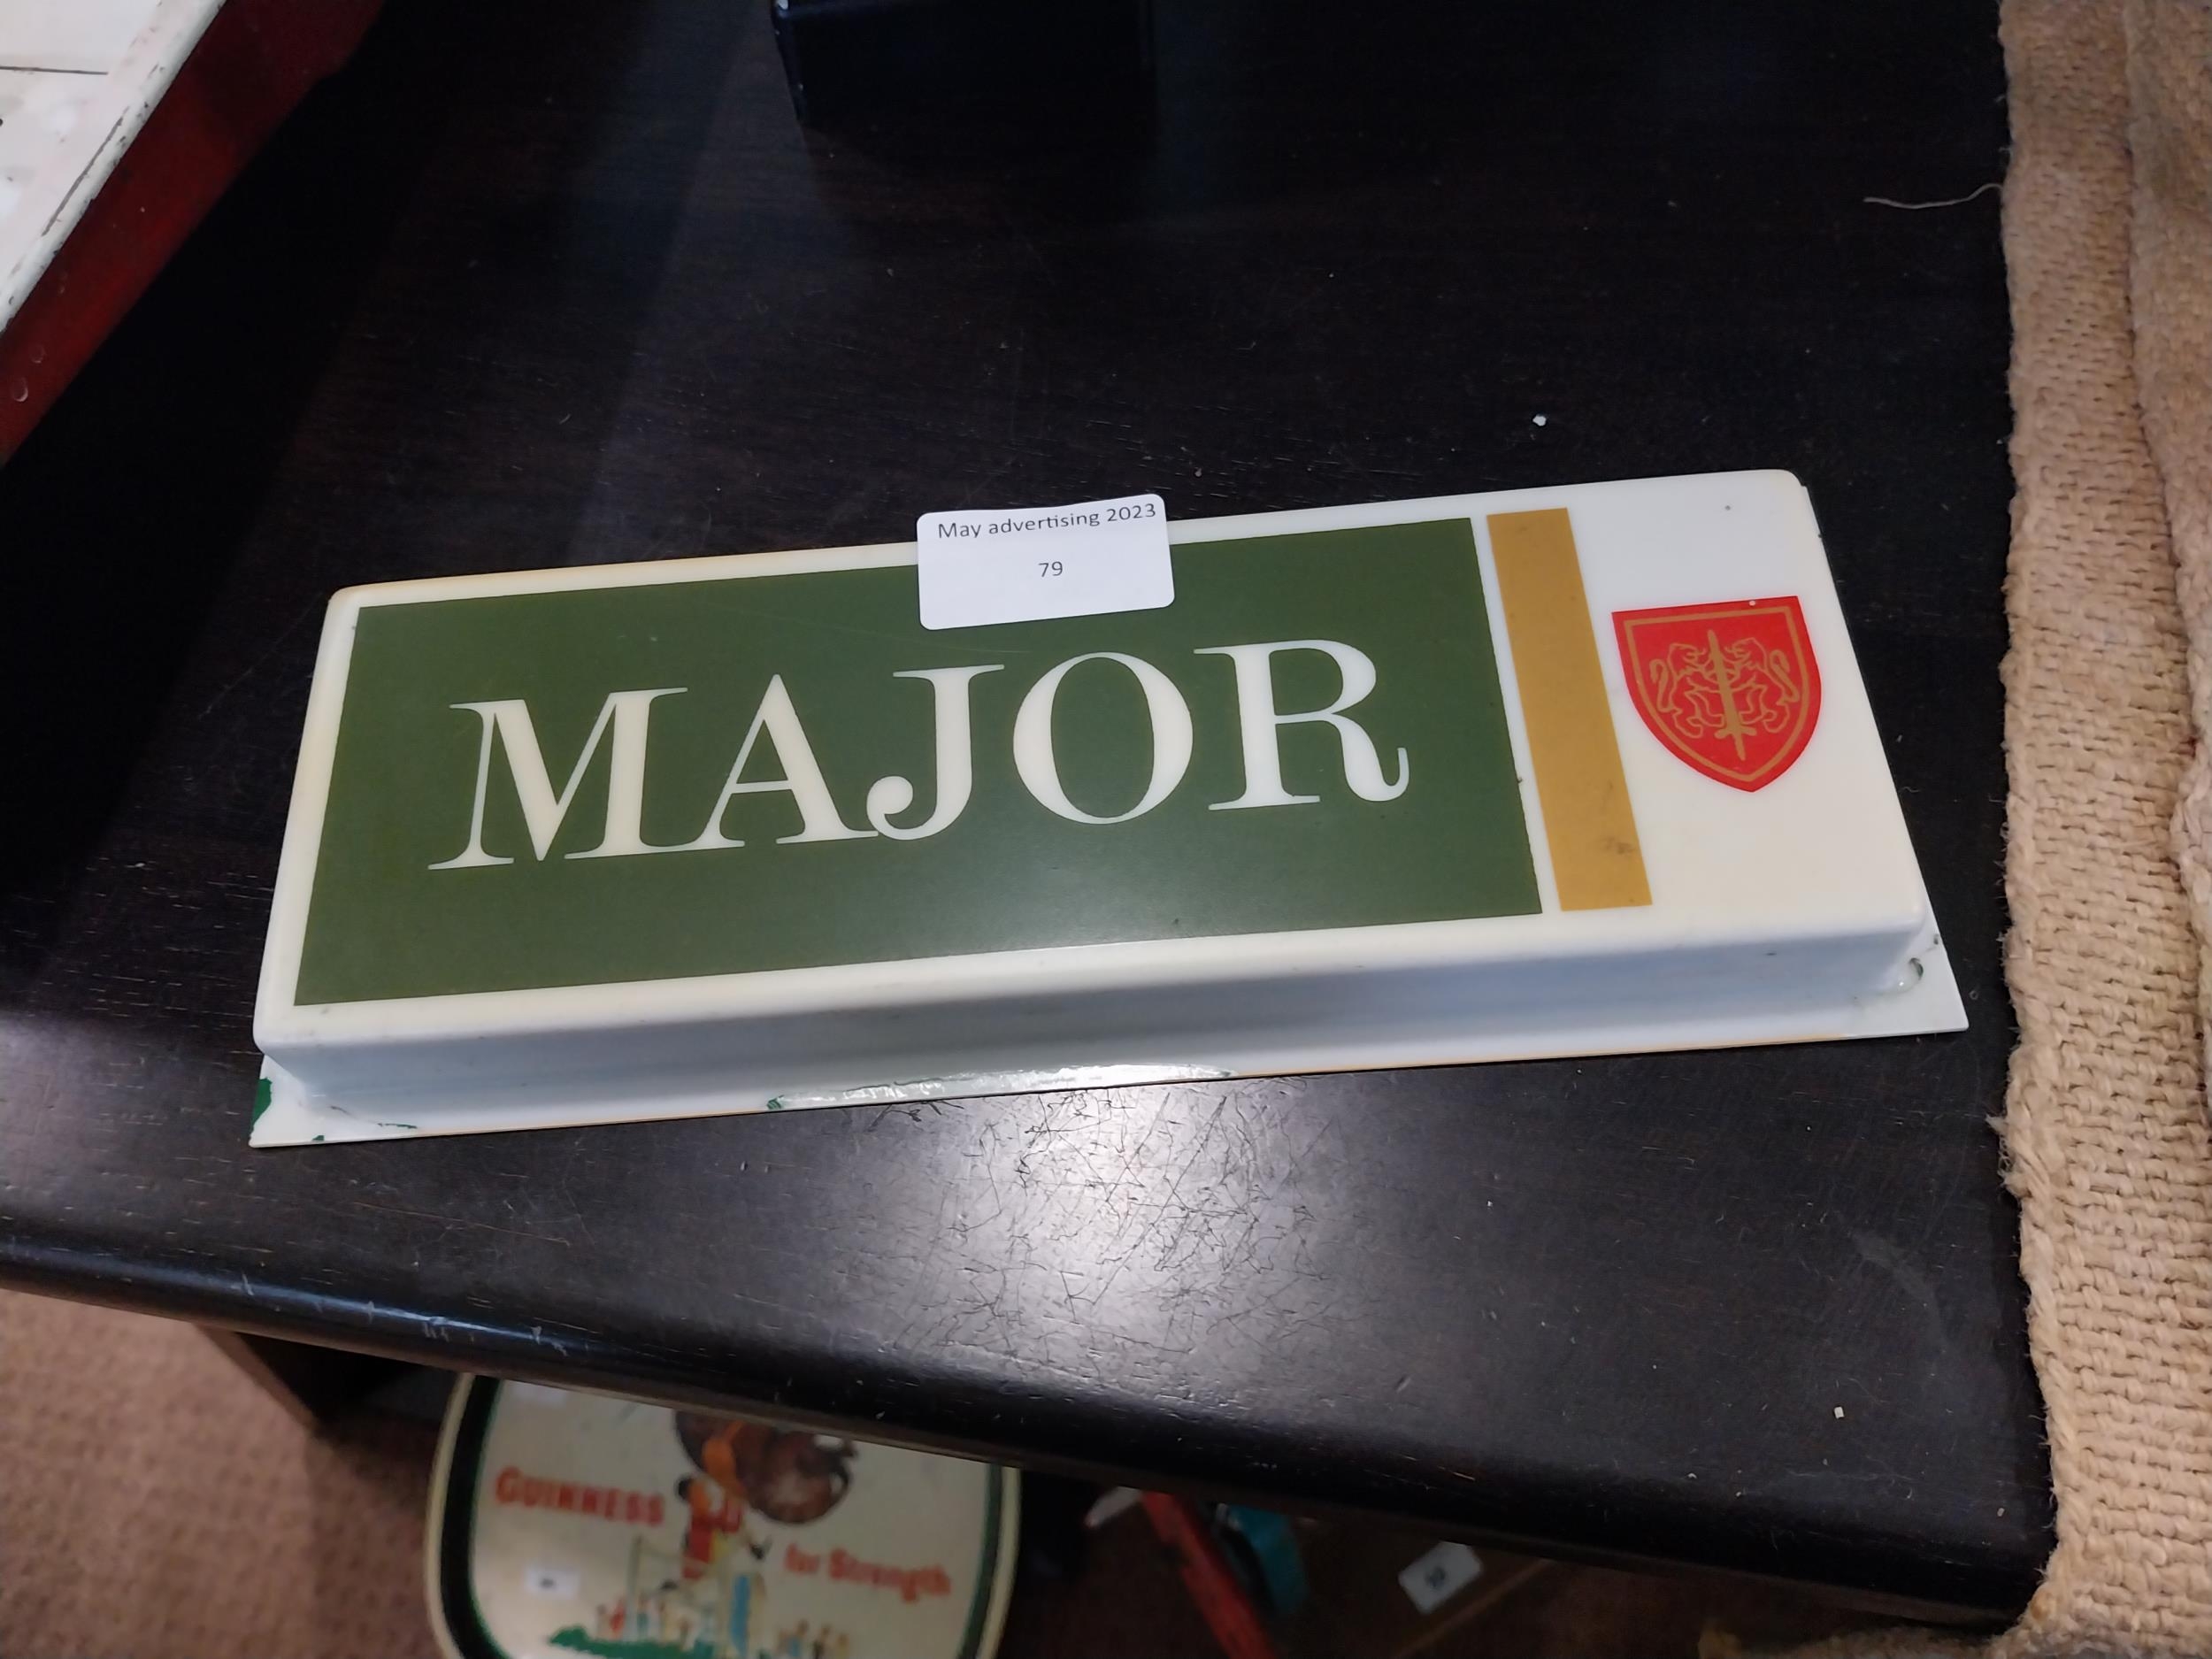 May advertising 2023
79
MAJOR
GUINNESS
for Strength